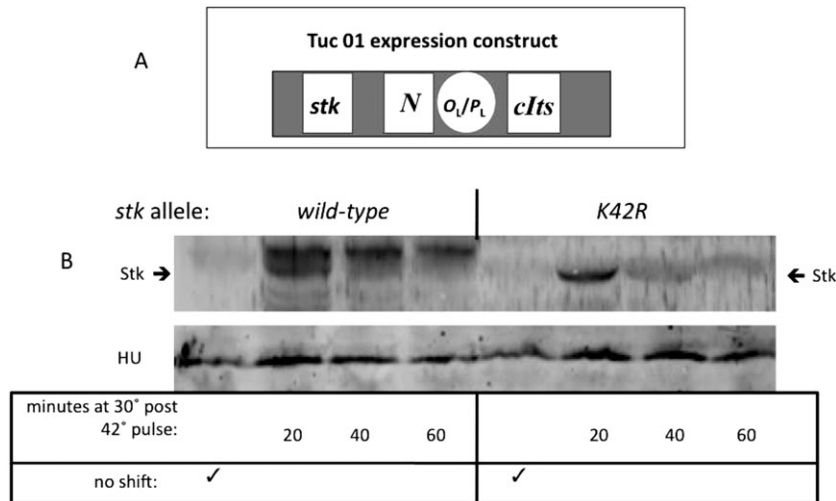 A
Tuc 01 expression construct
stk N OL/PL cIts
stk allele: wild-type K42R
B
Stk → ← Stk
HU
minutes at 30˚ post
42˚ pulse: 20 40 60 20 40 60
no shift: ✓ ✓